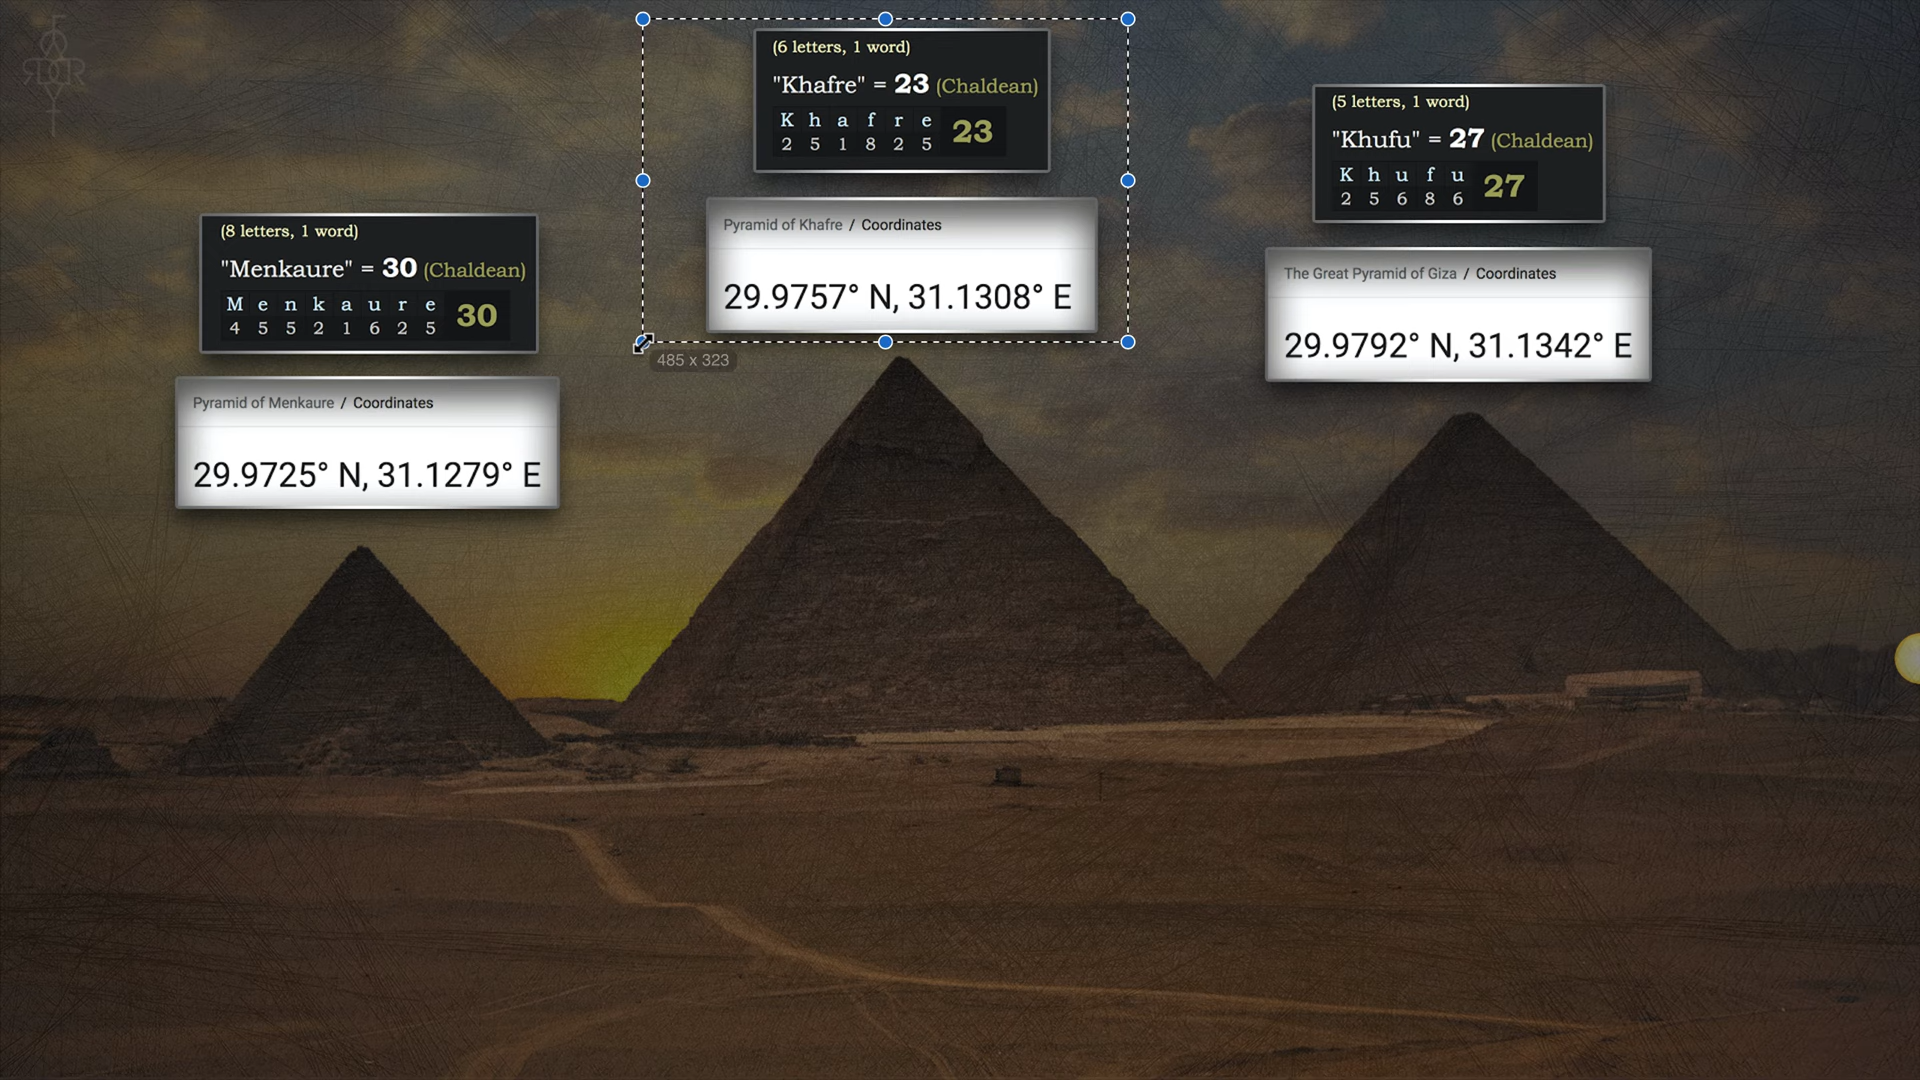 (8 letters, 1 word)
"Menkaure" = 30 (Chaldean)
M e n k a u r e 30
4 5 5 2 1 6 2 5
Pyramid of Menkaure / Coordinates
29.9725° N, 31.1279° E
(6 letters, 1 word)
"Khafre" = 23 (Chaldean)
K h a f r e 23
2 5 1 8 2 5
Pyramid of Khafre / Coordinates
29.9757° N, 31.1308° E
485 x 323
(5 letters, 1 word)
"Khufu" = 27 (Chaldean)
K h u f u 27
2 5 6 8 6
The Great Pyramid of Giza / Coordinates
29.9792° N, 31.1342° E